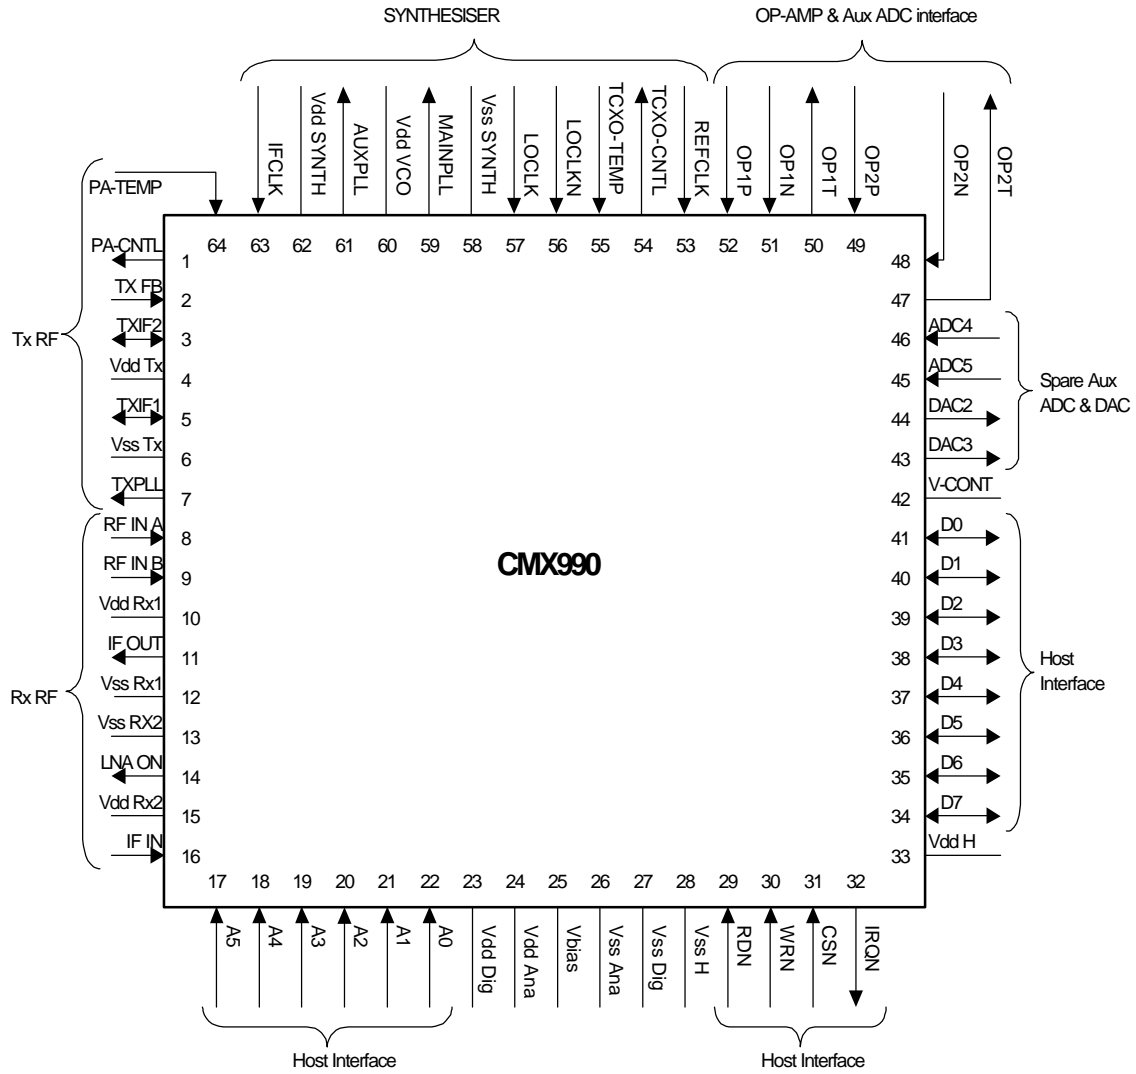 SYNTHESISER
OP-AMP & Aux ADC interface
IFCLK
Vdd SYNTH
AUXPLL
Vdd VCO
MAINPLL
Vss SYNTH
LOCLK
LOCLKN
TCXO-TEMP
TCXO-CNTL
REFCLK
OP1P
OP1N
OP1T
OP2P
OP2N
OP2T
PA-TEMP
64 63 62 61 60 59 58 57 56 55 54 53 52 51 50 49
PA-CNTL 1
TX FB 2
TXIF2 3
Vdd Tx 4
TXIF1 5
Vss Tx 6
TXPLL 7
Tx RF
RF IN A 8
RF IN B 9
Vdd Rx1 10
IF OUT 11
Vss Rx1 12
Vss RX2 13
LNA ON 14
Vdd Rx2 15
IF IN 16
Rx RF
CMX990
48
47
46 ADC4
45 ADC5
44 DAC2
43 DAC3
Spare Aux
ADC & DAC
42 V-CONT
41 D0
40 D1
39 D2
38 D3
37 D4
36 D5
35 D6
34 D7
Host
Interface
33 Vdd H
17 18 19 20 21 22 23 24 25 26 27 28 29 30 31 32
A5
A4
A3
A2
A1
A0
Vdd Dig
Vdd Ana
Vbias
Vss Ana
Vss Dig
Vss H
RDN
WRN
CSN
IRQN
Host Interface
Host Interface